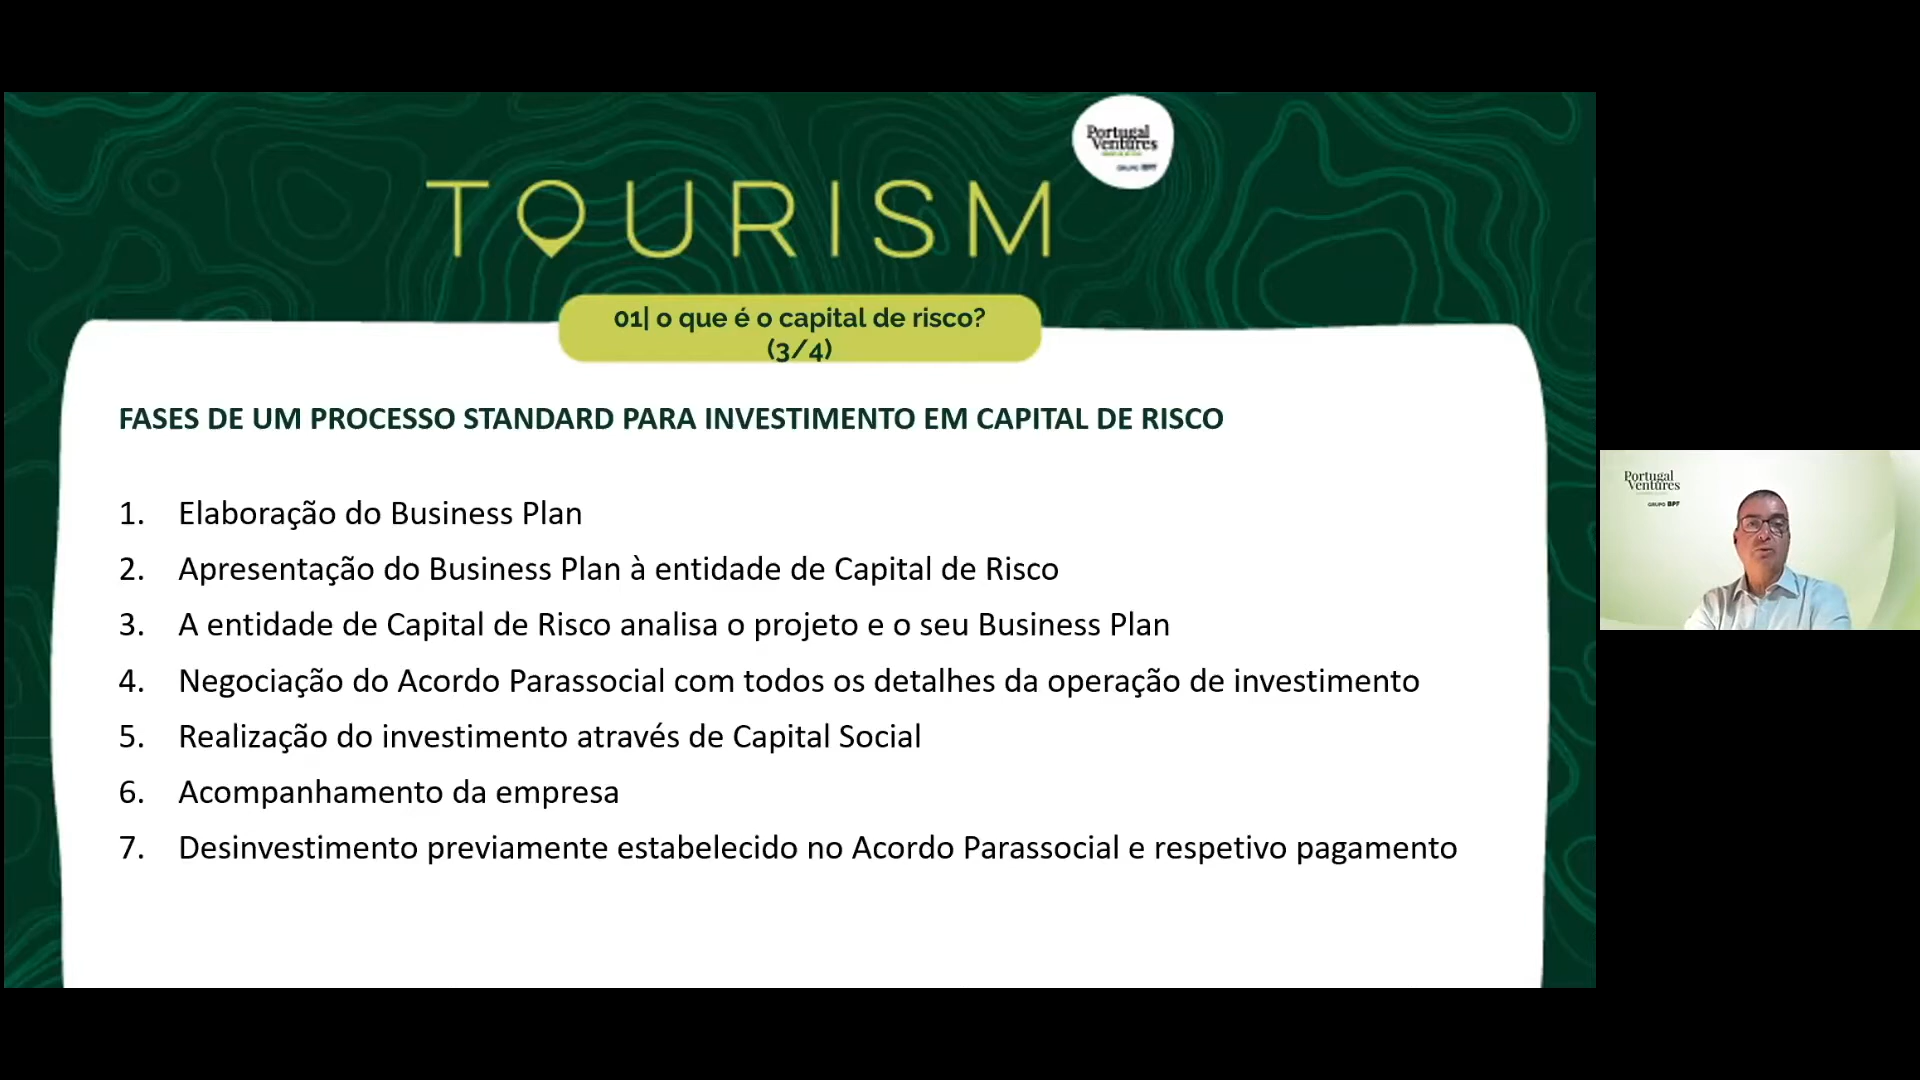 Portugal
Ventures
GRUPO BPF
TOURISM
01| o que é o capital de risco?
(3/4)
FASES DE UM PROCESSO STANDARD PARA INVESTIMENTO EM CAPITAL DE RISCO
1. Elaboração do Business Plan
2. Apresentação do Business Plan à entidade de Capital de Risco
3. A entidade de Capital de Risco analisa o projeto e o seu Business Plan
4. Negociação do Acordo Parassocial com todos os detalhes da operação de investimento
5. Realização do investimento através de Capital Social
6. Acompanhamento da empresa
7. Desinvestimento previamente estabelecido no Acordo Parassocial e respetivo pagamento
Portugal
Ventures
GRUPO BPF